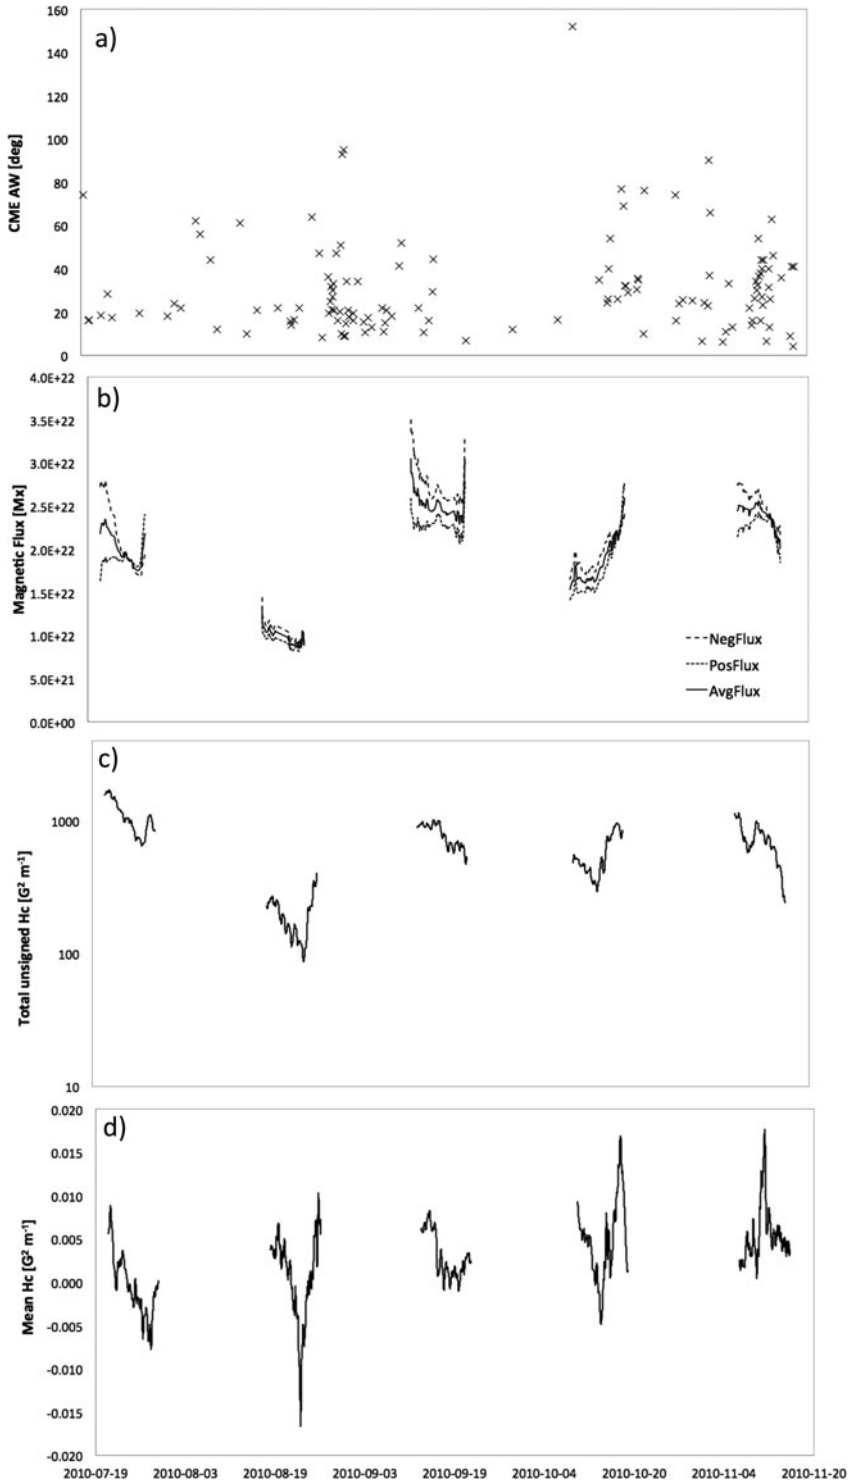 a)
160
140
120
100
80
60
40
20
0
CME AW [deg]
b)
4.0E+22
3.5E+22
3.0E+22
2.5E+22
2.0E+22
1.5E+22
1.0E+22
5.0E+21
0.0E+00
Magnetic Flux [Mx]
NegFlux
PosFlux
AvgFlux
c)
1000
100
10
Total unsigned Hc [G² m⁻¹]
d)
0.020
0.015
0.010
0.005
0.000
-0.005
-0.010
-0.015
-0.020
Mean Hc [G² m⁻¹]
2010-07-19 2010-08-03 2010-08-19 2010-09-03 2010-09-19 2010-10-04 2010-10-20 2010-11-04 2010-11-20